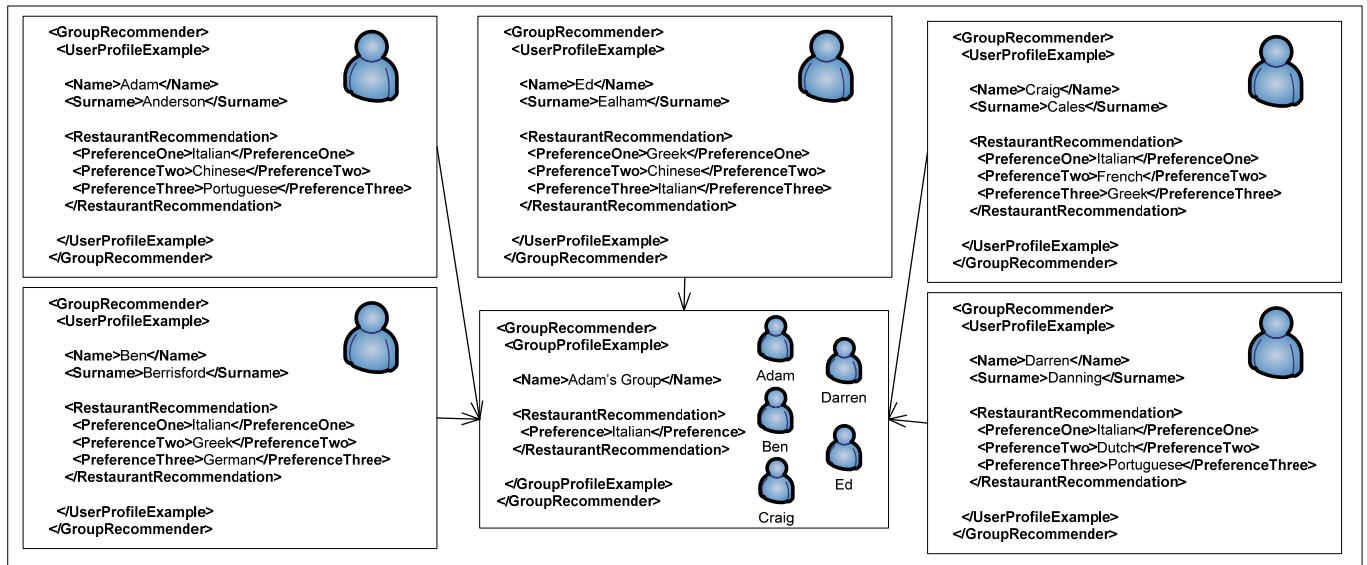 <GroupRecommender>
<UserProfileExample>
<Name>Adam</Name>
<Surname>Anderson</Surname>
<RestaurantRecommendation>
<PreferenceOne>Italian</PreferenceOne>
<PreferenceTwo>Chinese</PreferenceTwo>
<PreferenceThree>Portuguese</PreferenceThree>
</RestaurantRecommendation>
</UserProfileExample>
</GroupRecommender>
<GroupRecommender>
<UserProfileExample>
<Name>Ed</Name>
<Surname>Ealham</Surname>
<RestaurantRecommendation>
<PreferenceOne>Greek</PreferenceOne>
<PreferenceTwo>Chinese</PreferenceTwo>
<PreferenceThree>Italian</PreferenceThree>
</RestaurantRecommendation>
</UserProfileExample>
</GroupRecommender>
<GroupRecommender>
<UserProfileExample>
<Name>Craig</Name>
<Surname>Cales</Surname>
<RestaurantRecommendation>
<PreferenceOne>Italian</PreferenceOne>
<PreferenceTwo>French</PreferenceTwo>
<PreferenceThree>Greek</PreferenceThree>
</RestaurantRecommendation>
</UserProfileExample>
</GroupRecommender>
<GroupRecommender>
<UserProfileExample>
<Name>Ben</Name>
<Surname>Berrisford</Surname>
<RestaurantRecommendation>
<PreferenceOne>Italian</PreferenceOne>
<PreferenceTwo>Greek</PreferenceTwo>
<PreferenceThree>German</PreferenceThree>
</RestaurantRecommendation>
</UserProfileExample>
</GroupRecommender>
<GroupRecommender>
<GroupProfileExample>
<Name>Adam's Group</Name>
<RestaurantRecommendation>
<Preference>Italian</Preference>
</RestaurantRecommendation>
</GroupProfileExample>
</GroupRecommender>
Adam
Darren
Ben
Ed
Craig
<GroupRecommender>
<UserProfileExample>
<Name>Darren</Name>
<Surname>Danning</Surname>
<RestaurantRecommendation>
<PreferenceOne>Italian</PreferenceOne>
<PreferenceTwo>Dutch</PreferenceTwo>
<PreferenceThree>Portuguese</PreferenceThree>
</RestaurantRecommendation>
</UserProfileExample>
</GroupRecommender>